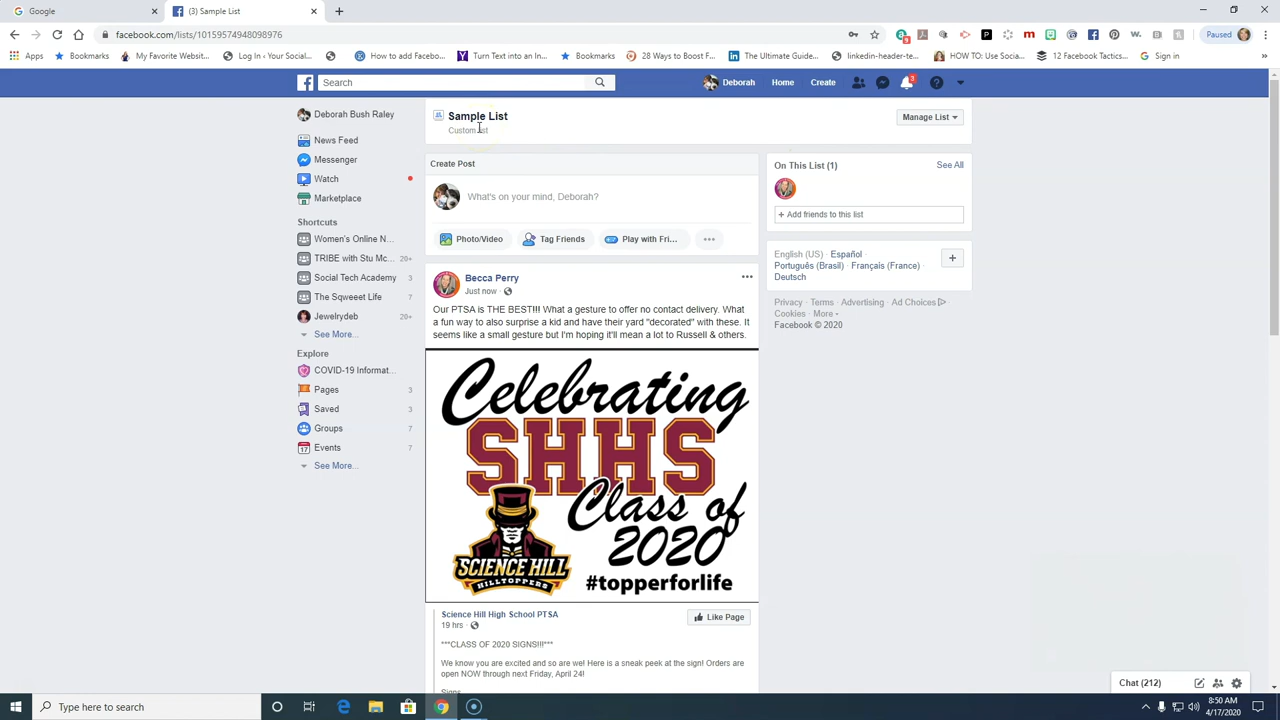 Google
(3) Sample List
facebook.com/lists/10159574948098976
Paused
Apps
Bookmarks
My Favorite Websit...
Log In ‹ Your Social...
How to add Facebo...
Turn Text into an In...
Bookmarks
28 Ways to Boost F...
linkedin-header-vi...
The Ultimate Guide...
HOW TO: Use Social...
12 Facebook Tactics...
Sign in
Search
Deborah
Home
Create
3
Deborah Bush Raley
News Feed
Messenger
Watch
Marketplace
Shortcuts
Women's Online N...
TRIBE with Stu Mc... 20+
Social Tech Academy 3
The Sqweeet Life 7
Jewelrydeb 20+
See More...
Explore
COVID-19 Informat...
Pages 3
Saved 3
Groups 7
Events 7
See More...
Sample List
Custom list
Manage List
Create Post
What's on your mind, Deborah?
Photo/Video
Tag Friends
Play with Fri...
Becca Perry
Just now
Our PTSA is THE BEST!!! What a gesture to offer no contact delivery. What
a fun way to also surprise a kid and have their yard "decorated" with these. It
seems like a small gesture but I'm hoping it'll mean a lot to Russell & others.
Celebrating
SHHS
Class of
2020
SCIENCE HILL
HILLTOPPERS
#topperforlife
Science Hill High School PTSA
19 hrs
Like Page
***CLASS OF 2020 SIGNS!!!***
We know you are excited and so are we! Here is a sneak peek at the sign! Orders are
open NOW through next Friday, April 24!
Signs
On This List (1)
See All
+ Add friends to this list
English (US) · Español ·
Português (Brasil) · Français (France) ·
Deutsch
Privacy · Terms · Advertising · Ad Choices ·
Cookies · More
Facebook © 2020
Chat (212)
Type here to search
8:50 AM
4/17/2020